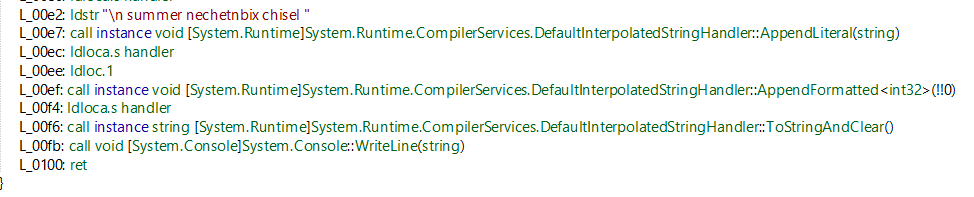 L_00e2: ldstr "\n summer nechetnbix chisel "
L_00e7: call instance void [System.Runtime]System.Runtime.CompilerServices.DefaultInterpolatedStringHandler::AppendLiteral(string)
L_00ec: ldloca.s handler
L_00ee: ldloc.1
L_00ef: call instance void [System.Runtime]System.Runtime.CompilerServices.DefaultInterpolatedStringHandler::AppendFormatted<int32>(!!0)
L_00f4: ldloca.s handler
L_00f6: call instance string [System.Runtime]System.Runtime.CompilerServices.DefaultInterpolatedStringHandler::ToStringAndClear()
L_00fb: call void [System.Console]System.Console::WriteLine(string)
L_0100: ret
}